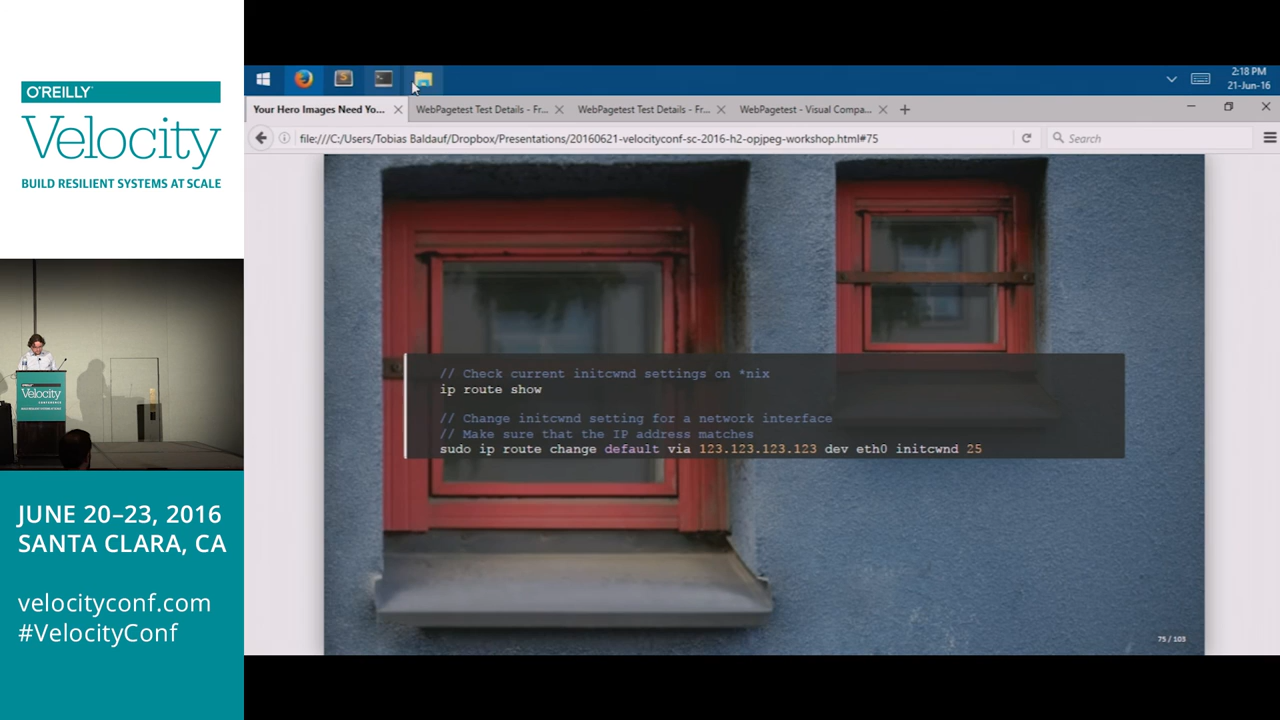 O'REILLY
Velocity
BUILD RESILIENT SYSTEMS AT SCALE
Velocity
JUNE 20–23, 2016
SANTA CLARA, CA
velocityconf.com
#VelocityConf
2:18 PM
21-Jun-16
Your Hero Images Need Yo...
WebPagetest Test Details - Fr...
WebPagetest Test Details - Fr...
WebPagetest - Visual Compa...
file:///C:/Users/Tobias Baldauf/Dropbox/Presentations/20160621-velocityconf-sc-2016-h2-opjpeg-workshop.html#75
Search
// Check current initcwnd settings on *nix
ip route show
// Change initcwnd setting for a network interface
// Make sure that the IP address matches
sudo ip route change default via 123.123.123.123 dev eth0 initcwnd 25
75 / 103